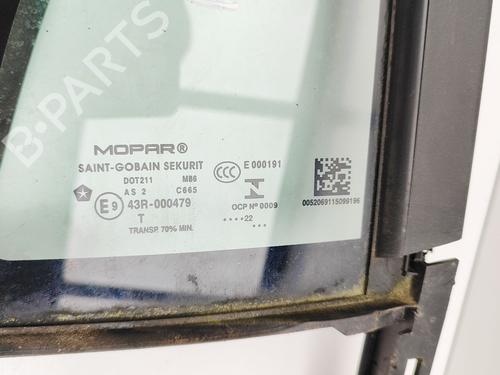 B-PARTS
MOPAR®
SAINT-GOBAIN SEKURIT
DOT211 M86
AS 2 C665
E9 43R-000479
T
TRANSP. 70% MIN.
CCC E 000191
OCP Nº 0009
••••22
•••
0052069115099196